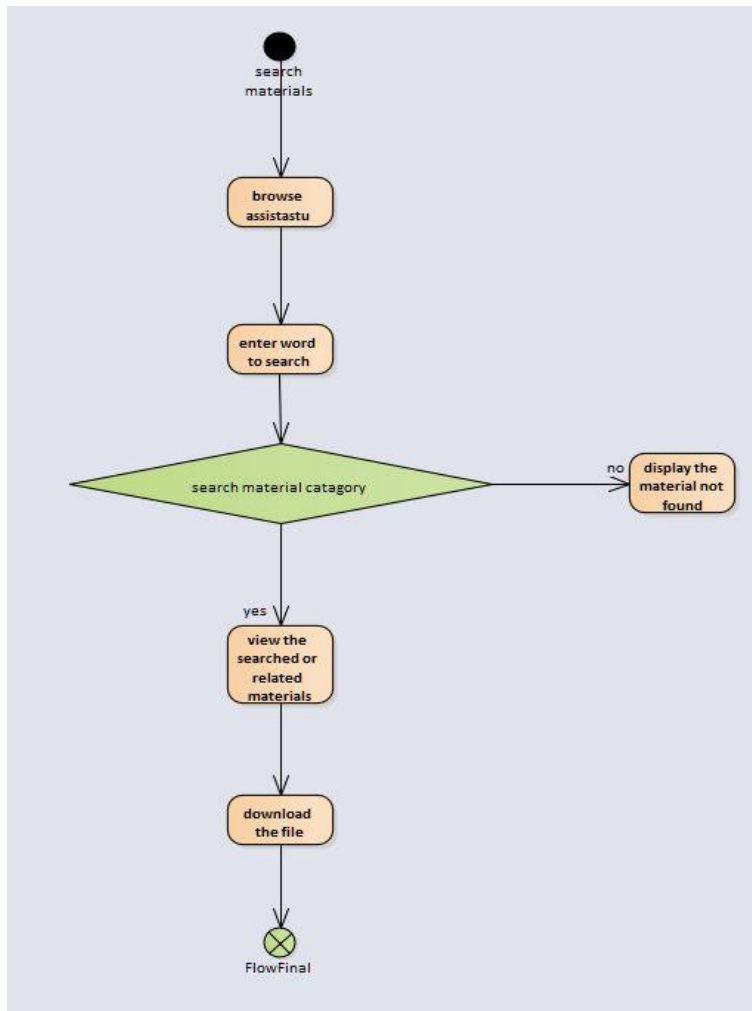 search
materials
browse
assistastu
enter word
to search
search material catagory
no
display the
material not
found
yes
view the
searched or
related
materials
download
the file
FlowFinal